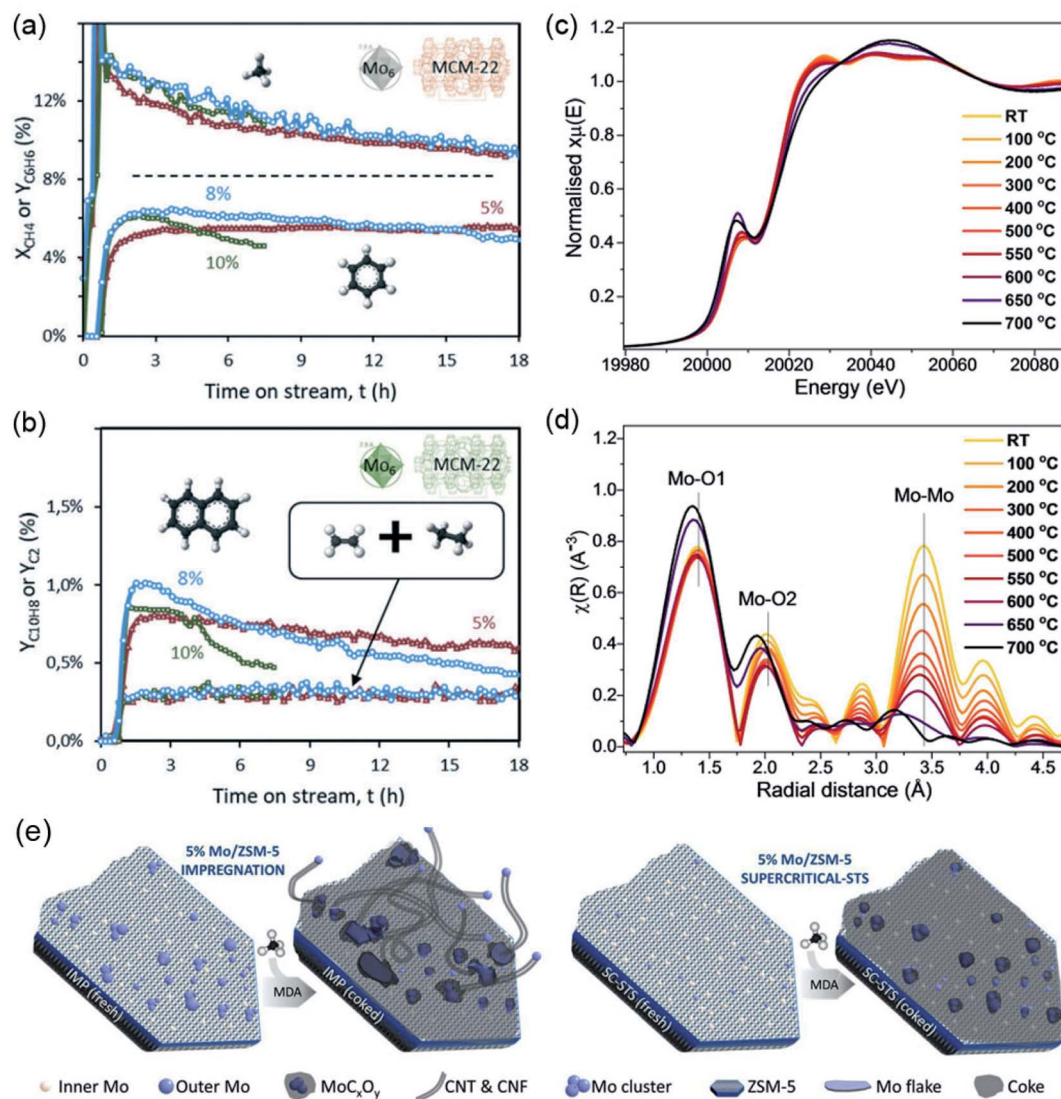 (a)
X_CH4 or Y_C6H6 (%)
12%
8%
4%
0%
Mo₆
MCM-22
8%
5%
10%
0 3 6 9 12 15 18
Time on stream, t (h)
(b)
Y_C10H8 or Y_C2 (%)
1,5%
1,0%
0,5%
0,0%
Mo₆
MCM-22
8%
5%
10%
0 3 6 9 12 15 18
Time on stream, t (h)
(c)
Normalised xμ(E)
1.2
1.0
0.8
0.6
0.4
0.2
RT
100 °C
200 °C
300 °C
400 °C
500 °C
550 °C
600 °C
650 °C
700 °C
19980 20000 20020 20040 20060 20080
Energy (eV)
(d)
χ(R) (A⁻³)
1.2
1.0
0.8
0.6
0.4
0.2
0.0
Mo-O1
Mo-O2
Mo-Mo
RT
100 °C
200 °C
300 °C
400 °C
500 °C
550 °C
600 °C
650 °C
700 °C
1.0 1.5 2.0 2.5 3.0 3.5 4.0 4.5
Radial distance (Å)
(e)
5% Mo/ZSM-5
IMPREGNATION
IMP (fresh)
MDA
IMP (coked)
5% Mo/ZSM-5
SUPERCRITICAL-STS
SC-STS (fresh)
MDA
SC-STS (coked)
Inner Mo Outer Mo MoCₓOᵧ CNT & CNF Mo cluster ZSM-5 Mo flake Coke